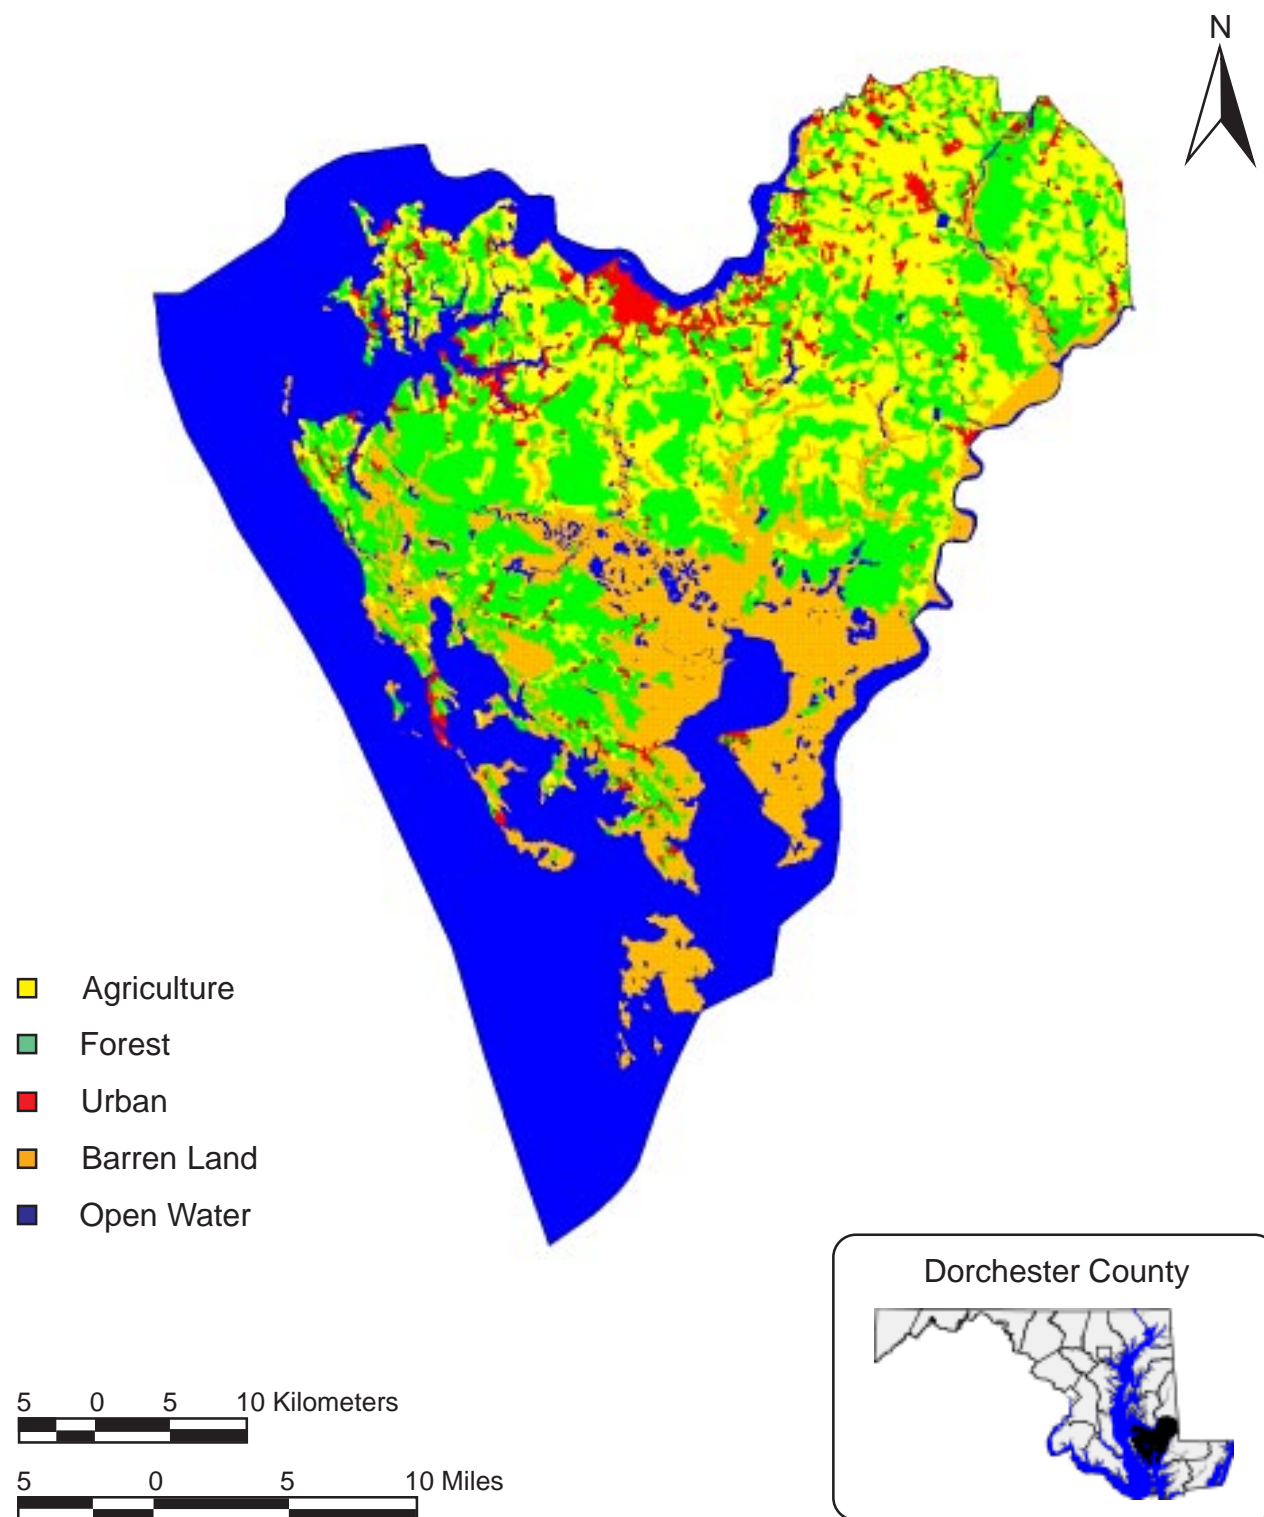 N
Agriculture
Forest
Urban
Barren Land
Open Water
Dorchester County
5 0 5 10 Kilometers
5 0 5 10 Miles